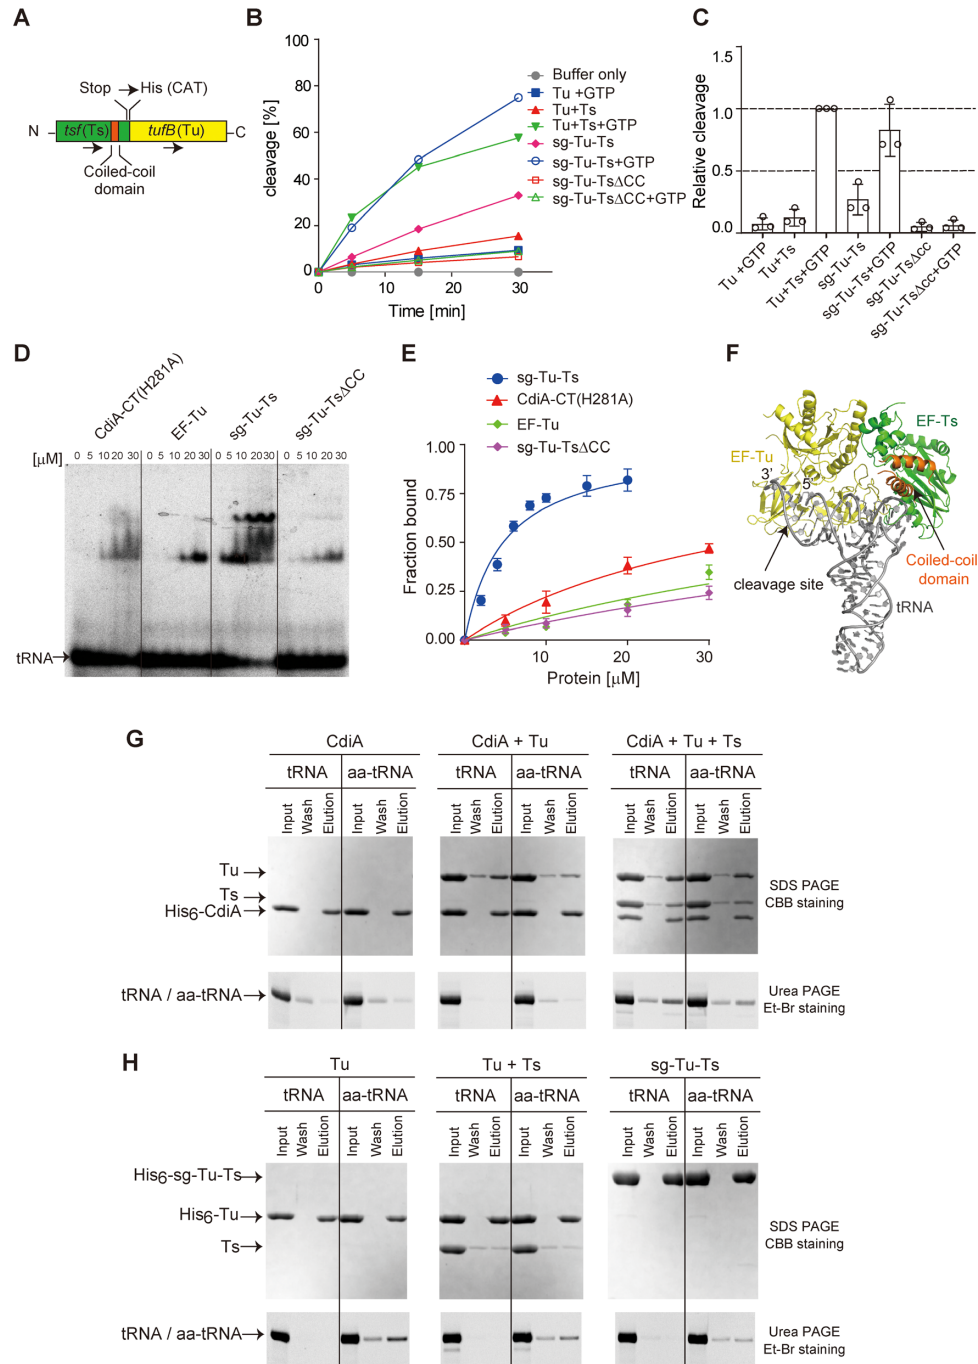 A
Stop
His (CAT)
N
tsf(Ts)
tufB(Tu)
C
Coiled-coil
domain
B
cleavage [%]
100
80
60
40
20
0
0
10
20
30
Time [min]
Buffer only
Tu +GTP
Tu+Ts
Tu+Ts+GTP
sg-Tu-Ts
sg-Tu-Ts+GTP
sg-Tu-TsΔCC
sg-Tu-TsΔCC+GTP
C
Relative cleavage
1.5
1.0
0.5
0.0
Tu +GTP
Tu+Ts
Tu+Ts+GTP
sg-Tu-Ts
sg-Tu-Ts+GTP
sg-Tu-TsΔcc
sg-Tu-TsΔcc+GTP
D
CdiA-CT(H281A)
EF-Tu
sg-Tu-Ts
sg-Tu-TsΔCC
[μM] 0 5 10 20 30 0 5 10 20 30 0 5 10 20 30 0 5 10 20 30
tRNA
E
sg-Tu-Ts
CdiA-CT(H281A)
EF-Tu
sg-Tu-TsΔCC
Fraction bound
0.75
0.50
0.25
0.00
10
20
30
Protein [μM]
F
EF-Ts
EF-Tu
3'
5'
cleavage site
Coiled-coil
domain
tRNA
G
CdiA
CdiA + Tu
CdiA + Tu + Ts
tRNA aa-tRNA
tRNA aa-tRNA
tRNA aa-tRNA
Input Wash Elution Input Wash Elution
Input Wash Elution Input Wash Elution
Input Wash Elution Input Wash Elution
Tu
Ts
His6-CdiA
SDS PAGE
CBB staining
tRNA / aa-tRNA
Urea PAGE
Et-Br staining
H
Tu
Tu + Ts
sg-Tu-Ts
tRNA aa-tRNA
tRNA aa-tRNA
tRNA aa-tRNA
Input Wash Elution Input Wash Elution
Input Wash Elution Input Wash Elution
Input Wash Elution Input Wash Elution
His6-sg-Tu-Ts
His6-Tu
Ts
SDS PAGE
CBB staining
tRNA / aa-tRNA
Urea PAGE
Et-Br staining